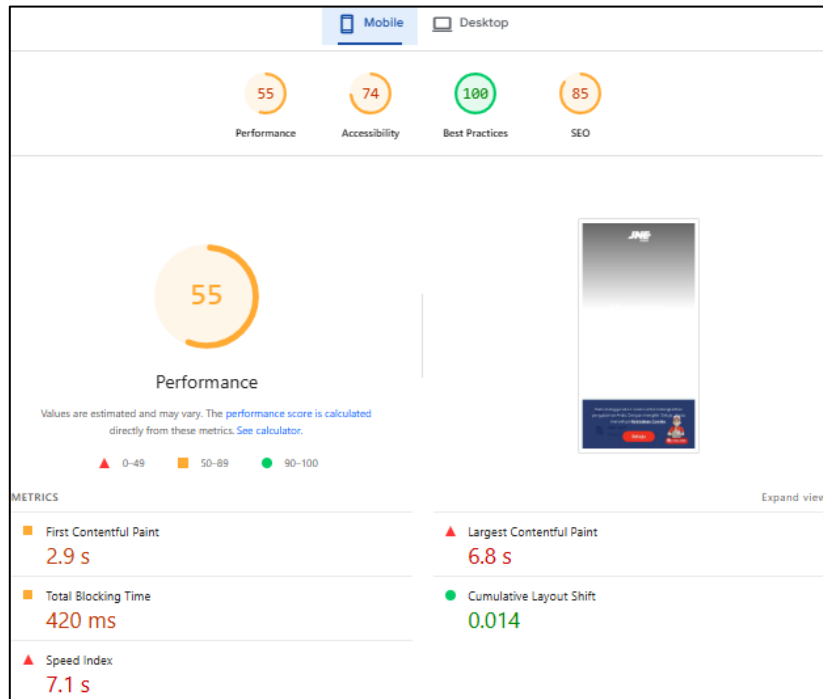 Mobile
Desktop
55
74
100
85
Performance
Accessibility
Best Practices
SEO
55
Performance
Values are estimated and may vary. The performance score is calculated
directly from these metrics. See calculator.
0–49
50–89
90–100
JNE
METRICS
Expand view
First Contentful Paint
2.9 s
Largest Contentful Paint
6.8 s
Total Blocking Time
420 ms
Cumulative Layout Shift
0.014
Speed Index
7.1 s